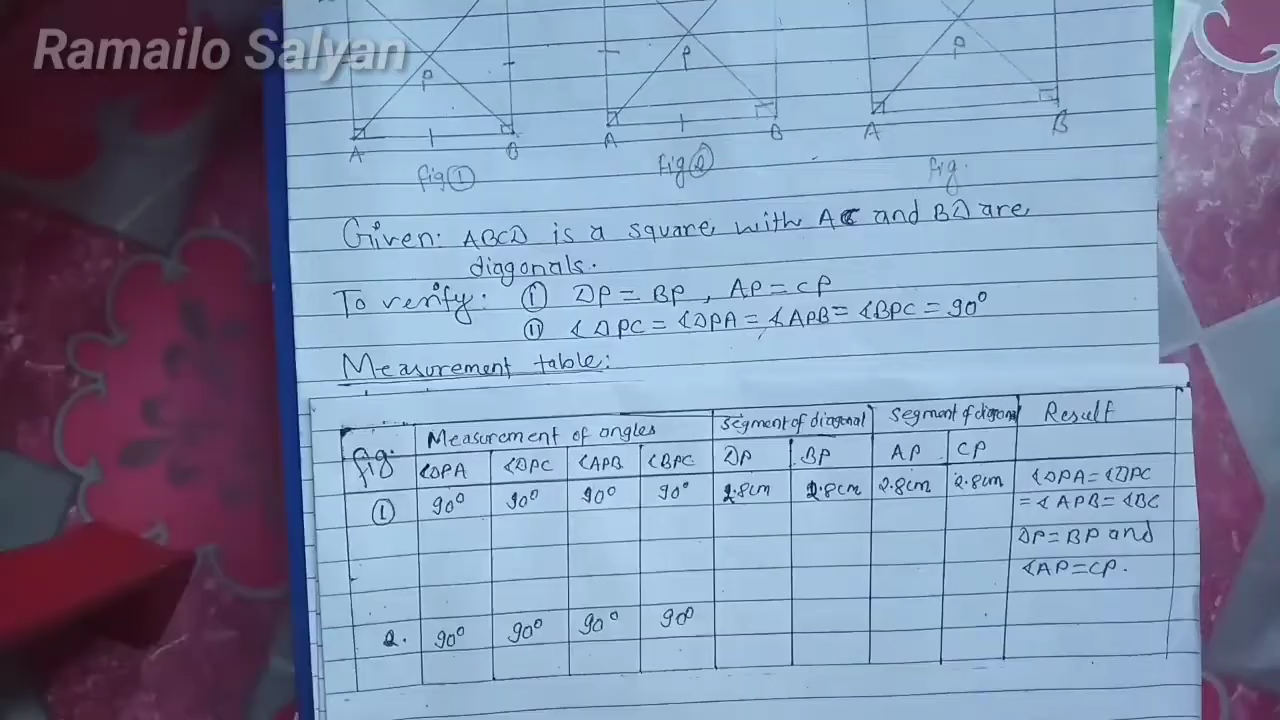 Ramailo Salyan
P
P
P
A
B
A
B
A
B
fig ①
fig ②
fig.
Given: ABCD is a square with AC and BD are
diagonals.
To verify: ① DP = BP, AP = CP
② ∢DPC = ∢DPA = ∢APB = ∢BPC = 90°
Measurement table:
fig. Measurement of angles Segment of diagonal Segment of diagonal Result
∢DPA ∢DPC ∢APB ∢BPC DP BP AP CP
① 90° 90° 90° 90° 2.8cm 2.8cm 2.8cm 2.8cm ∢DPA = ∢DPC
= ∢APB = ∢BC
DP = BP and
∢AP = CP.
2. 90° 90° 90° 90°